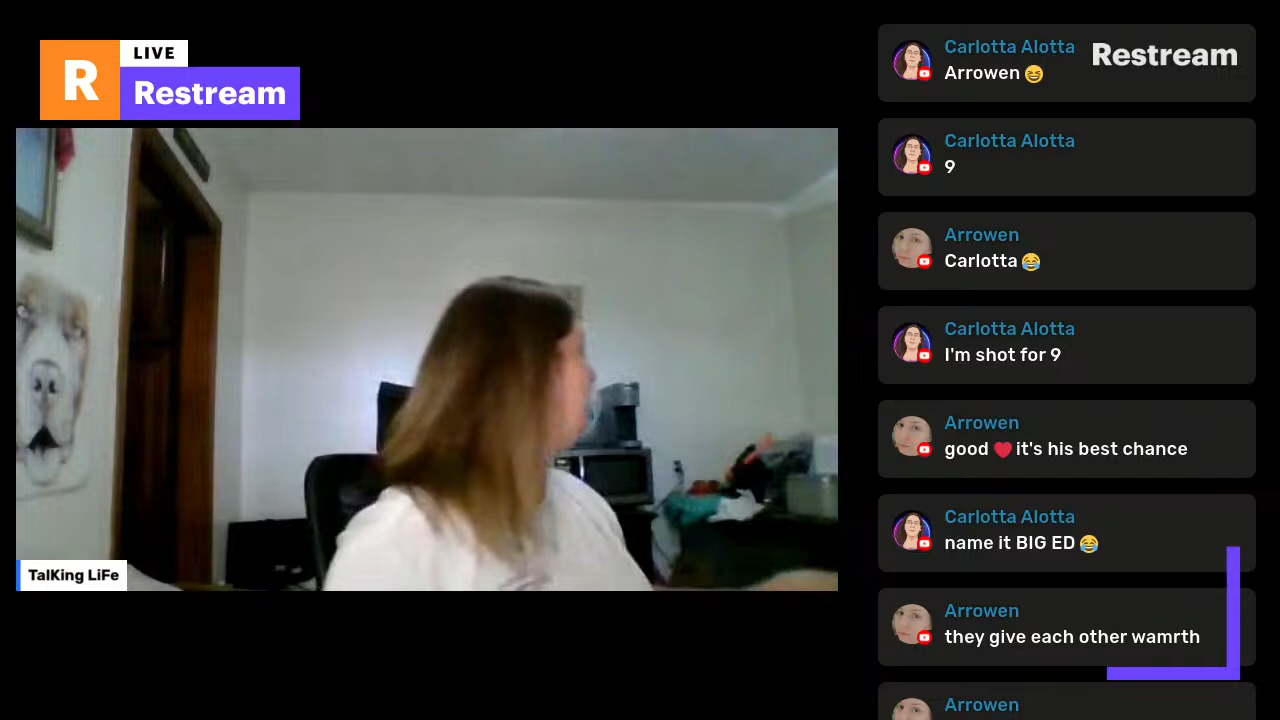 R
LIVE
Restream
TalKing LiFe
Restream
Carlotta Alotta
Arrowen 😆
Carlotta Alotta
9
Arrowen
Carlotta 😂
Carlotta Alotta
I'm shot for 9
Arrowen
good ❤️ it's his best chance
Carlotta Alotta
name it BIG ED 😂
Arrowen
they give each other wamrth
Arrowen